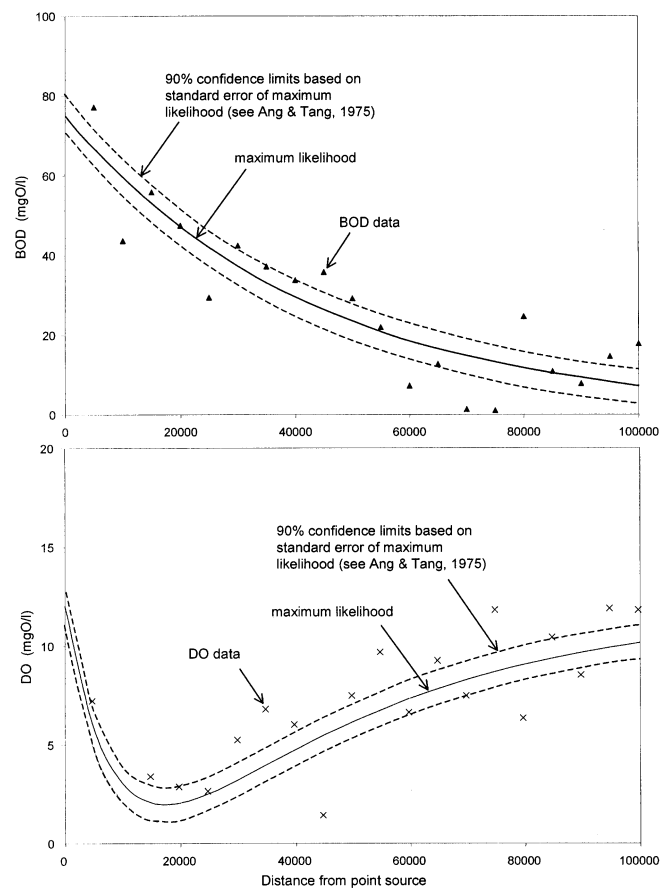 100
90% confidence limits based on
standard error of maximum
likelihood (see Ang & Tang, 1975)
80
maximum likelihood
60
BOD (mgO/l)
BOD data
40
20
0
0 20000 40000 60000 80000 100000
20
90% confidence limits based on
standard error of maximum
likelihood (see Ang & Tang, 1975)
15
maximum likelihood
DO (mgO/l)
10
DO data
5
0
0 20000 40000 60000 80000 100000
Distance from point source